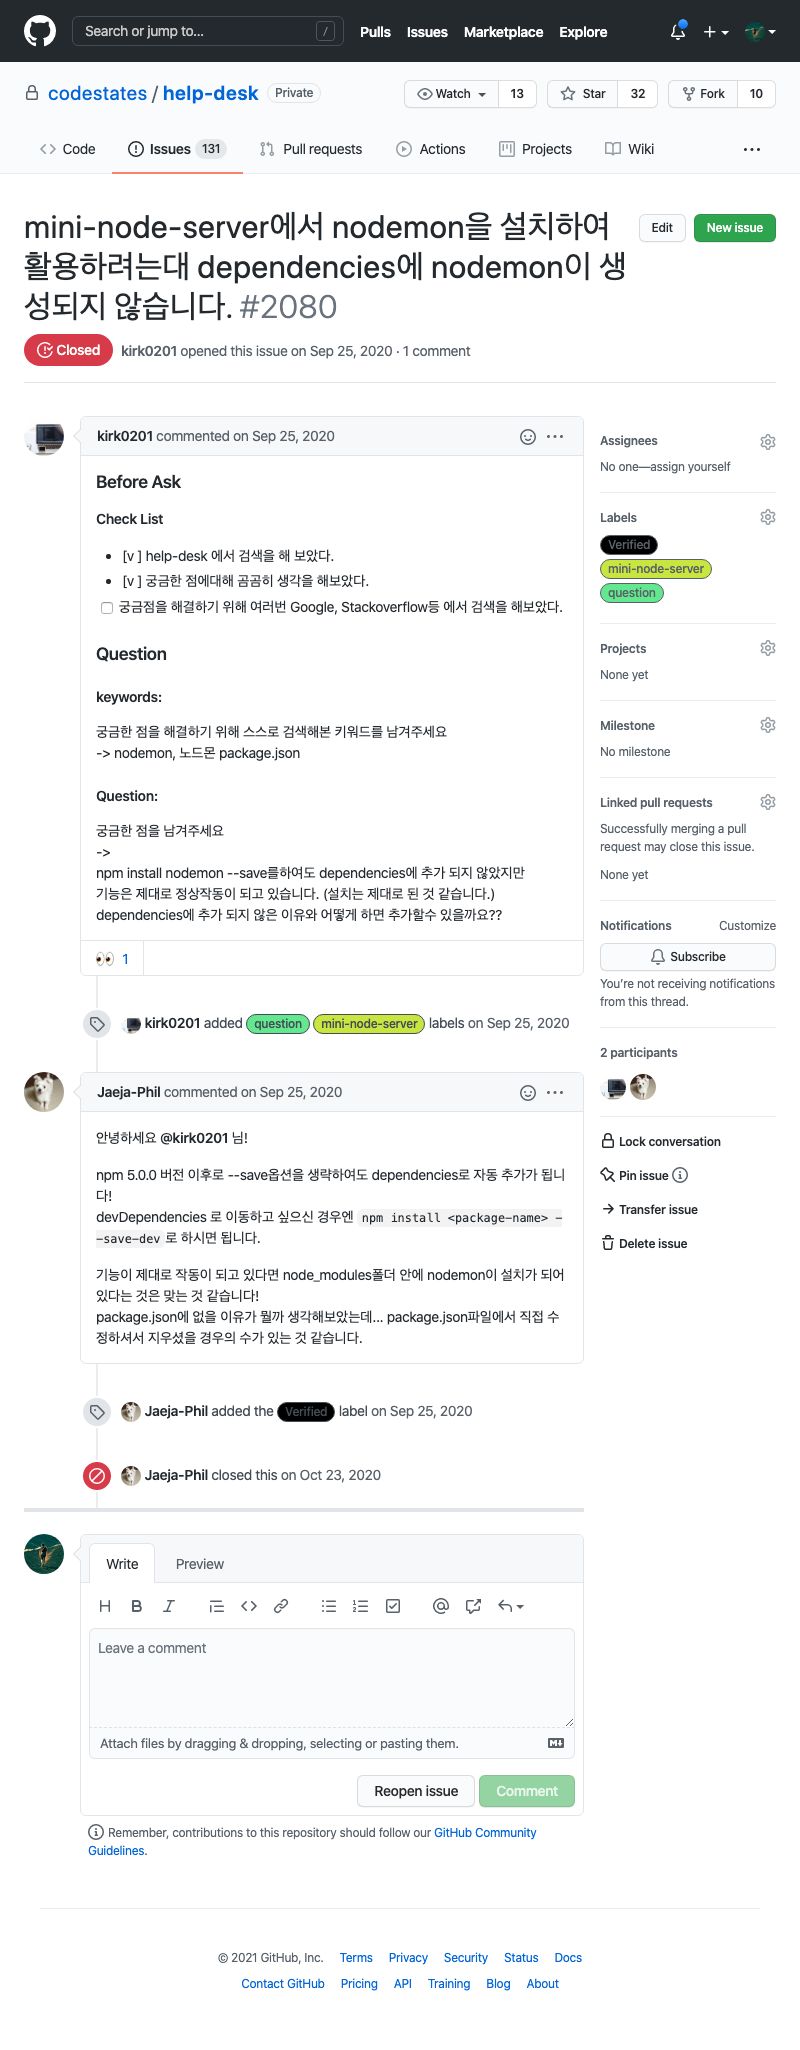 Search or jump to... /
Pulls Issues Marketplace Explore
codestates / help-desk Private
Watch 13 Star 32 Fork 10
Code Issues 131 Pull requests Actions Projects Wiki
mini-node-server에서 nodemon을 설치하여
활용하려는대 dependencies에 nodemon이 생
성되지 않습니다. #2080
Edit New issue
Closed kirk0201 opened this issue on Sep 25, 2020 · 1 comment
kirk0201 commented on Sep 25, 2020
Before Ask
Check List
[v ] help-desk 에서 검색을 해 보았다.
[v ] 궁금한 점에대해 곰곰히 생각을 해보았다.
궁금점을 해결하기 위해 여러번 Google, Stackoverflow등 에서 검색을 해보았다.
Question
keywords:
궁금한 점을 해결하기 위해 스스로 검색해본 키워드를 남겨주세요
-> nodemon, 노드몬 package.json
Question:
궁금한 점을 남겨주세요
->
npm install nodemon --save를하여도 dependencies에 추가 되지 않았지만
기능은 제대로 정상작동이 되고 있습니다. (설치는 제대로 된 것 같습니다.)
dependencies에 추가 되지 않은 이유와 어떻게 하면 추가할수 있을까요??
👀 1
kirk0201 added question mini-node-server labels on Sep 25, 2020
Jaeja-Phil commented on Sep 25, 2020
안녕하세요 @kirk0201 님!
npm 5.0.0 버전 이후로 --save옵션을 생략하여도 dependencies로 자동 추가가 됩니
다!
devDependencies 로 이동하고 싶으신 경우엔 npm install <package-name> -
-save-dev로 하시면 됩니다.
기능이 제대로 작동이 되고 있다면 node_modules폴더 안에 nodemon이 설치가 되어
있다는 것은 맞는 것 같습니다!
package.json에 없을 이유가 뭘까 생각해보았는데... package.json파일에서 직접 수
정하셔서 지우셨을 경우의 수가 있는 것 같습니다.
Jaeja-Phil added the Verified label on Sep 25, 2020
Jaeja-Phil closed this on Oct 23, 2020
Assignees
No one—assign yourself
Labels
Verified
mini-node-server
question
Projects
None yet
Milestone
No milestone
Linked pull requests
Successfully merging a pull
request may close this issue.
None yet
Notifications Customize
Subscribe
You're not receiving notifications
from this thread.
2 participants
Lock conversation
Pin issue
Transfer issue
Delete issue
Write Preview
Leave a comment
Attach files by dragging & dropping, selecting or pasting them.
Reopen issue Comment
Remember, contributions to this repository should follow our GitHub Community
Guidelines.
© 2021 GitHub, Inc. Terms Privacy Security Status Docs
Contact GitHub Pricing API Training Blog About